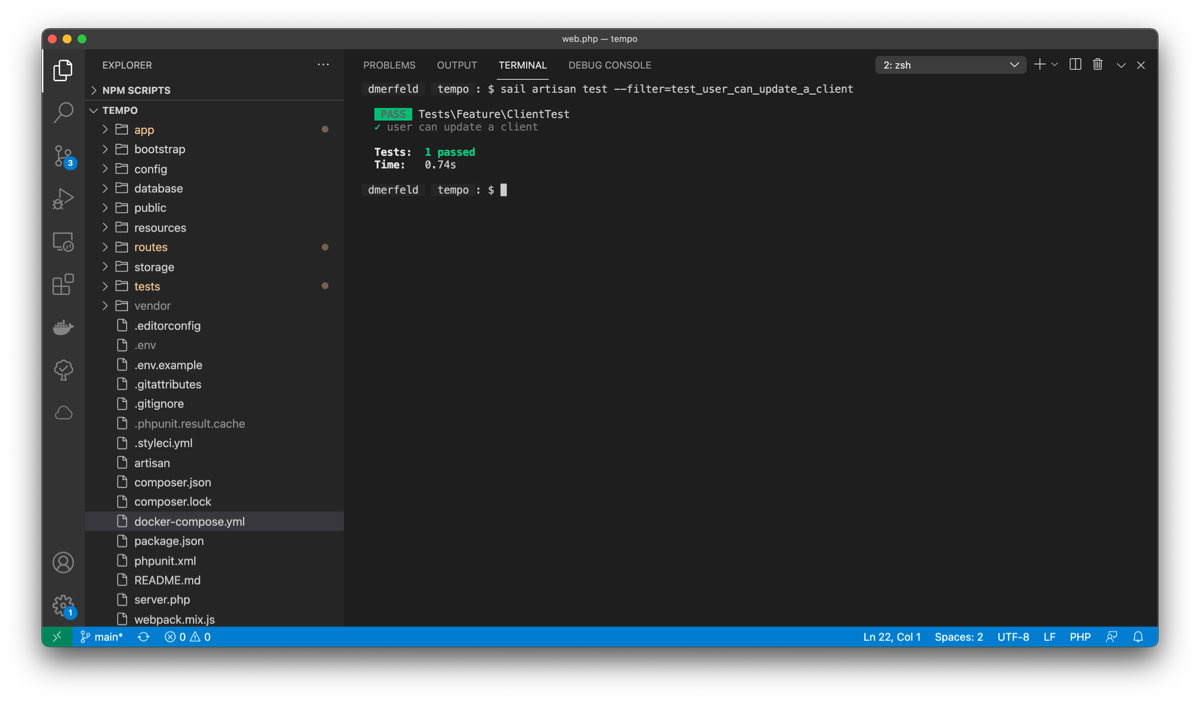 web.php — tempo
EXPLORER
NPM SCRIPTS
TEMPO
app
bootstrap
config
database
public
resources
routes
storage
tests
vendor
.editorconfig
.env
.env.example
.gitattributes
.gitignore
.phpunit.result.cache
.styleci.yml
artisan
composer.json
composer.lock
docker-compose.yml
package.json
phpunit.xml
README.md
server.php
webpack.mix.js
3
1
PROBLEMS OUTPUT TERMINAL DEBUG CONSOLE 2: zsh
dmerfeld tempo : $ sail artisan test --filter=test_user_can_update_a_client
PASS Tests\Feature\ClientTest
✓ user can update a client
Tests: 1 passed
Time: 0.74s
dmerfeld tempo : $
main* 0 0 Ln 22, Col 1 Spaces: 2 UTF-8 LF PHP